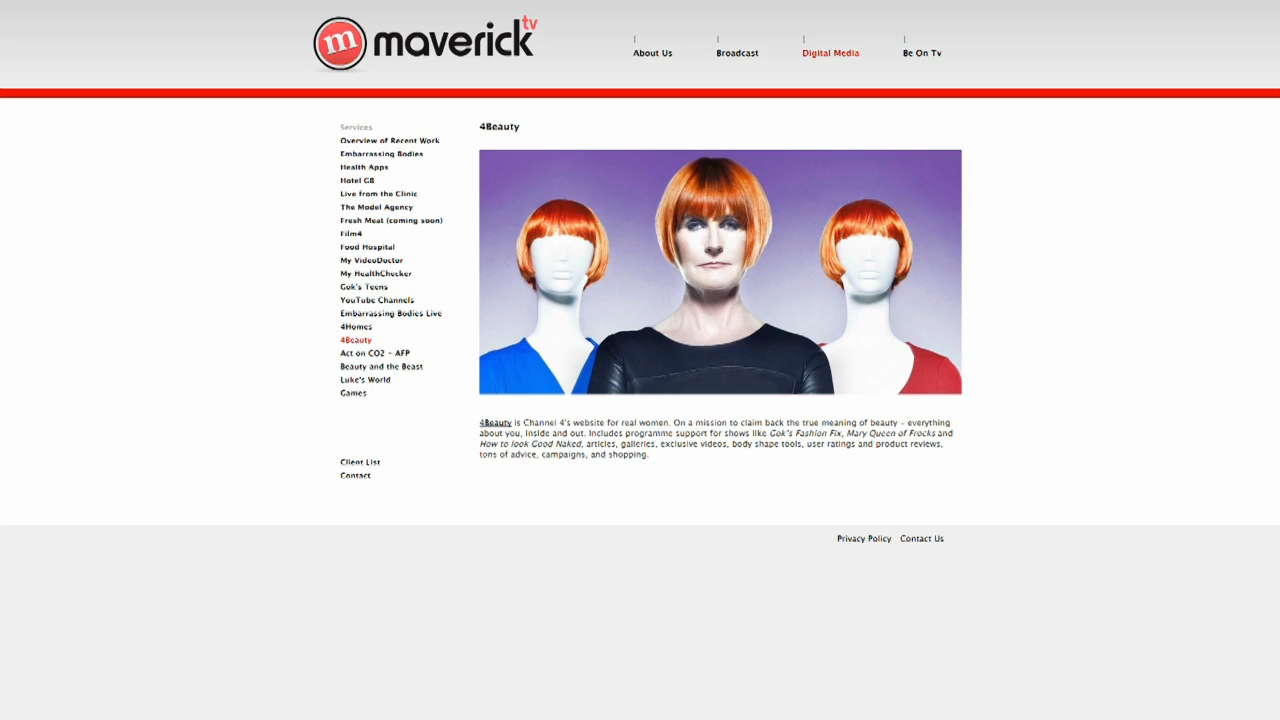 m maverick tv
About Us
Broadcast
Digital Media
Be On Tv
Services
Overview of Recent Work
Embarrassing Bodies
Health Apps
Hotel GB
Live from the Clinic
The Model Agency
Fresh Meat (coming soon)
Film4
Food Hospital
My VideoDoctor
My HealthChecker
Gok's Teens
YouTube Channels
Embarrassing Bodies Live
4Homes
4Beauty
Act on CO2 - AFP
Beauty and the Beast
Luke's World
Games
Client List
Contact
4Beauty
4Beauty is Channel 4's website for real women. On a mission to claim back the true meaning of beauty - everything
about you, inside and out. Includes programme support for shows like Gok's Fashion Fix, Mary Queen of Frocks and
How to look Good Naked, articles, galleries, exclusive videos, body shape tools, user ratings and product reviews,
tons of advice, campaigns, and shopping.
Privacy Policy
Contact Us